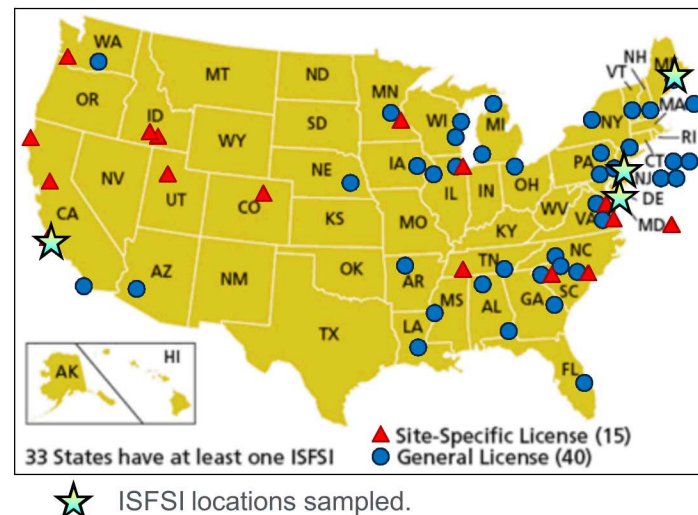 WA
MT
ND
MN
OR
ID
SD
WI
MI
VT
NH
ME
NY
MA
RI
CT
WY
IA
PA
NJ
NV
UT
NE
IL
IN
OH
DE
CA
CO
KS
MO
WV
VA
MD
KY
AZ
NM
OK
AR
TN
NC
SC
TX
LA
MS
AL
GA
AK
HI
FL
Site-Specific License (15)
33 States have at least one ISFSI
General License (40)
ISFSI locations sampled.